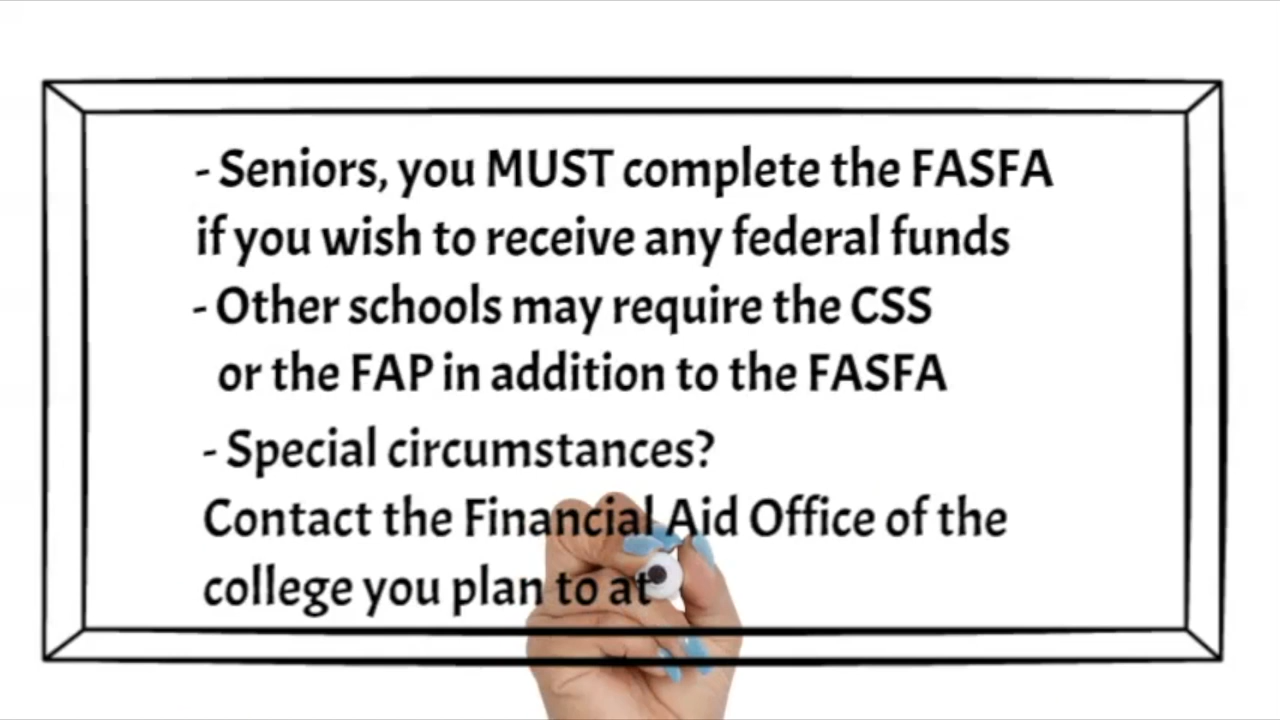 - Seniors, you MUST complete the FASFA
if you wish to receive any federal funds
- Other schools may require the CSS
or the FAP in addition to the FASFA
- Special circumstances?
Contact the Financial Aid Office of the
college you plan to at